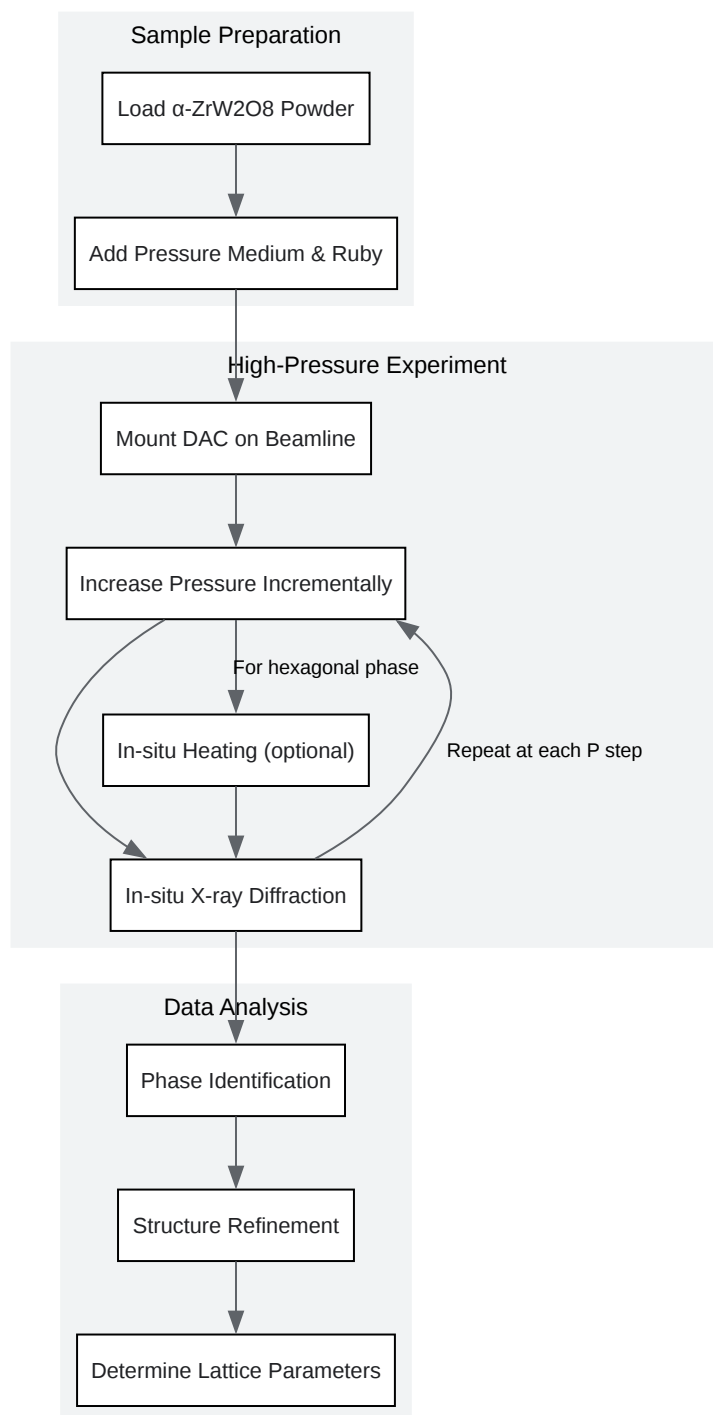 Sample Preparation
Load α-ZrW2O8 Powder
Add Pressure Medium & Ruby
High-Pressure Experiment
Mount DAC on Beamline
Increase Pressure Incrementally
For hexagonal phase
In-situ Heating (optional)
Repeat at each P step
In-situ X-ray Diffraction
Data Analysis
Phase Identification
Structure Refinement
Determine Lattice Parameters